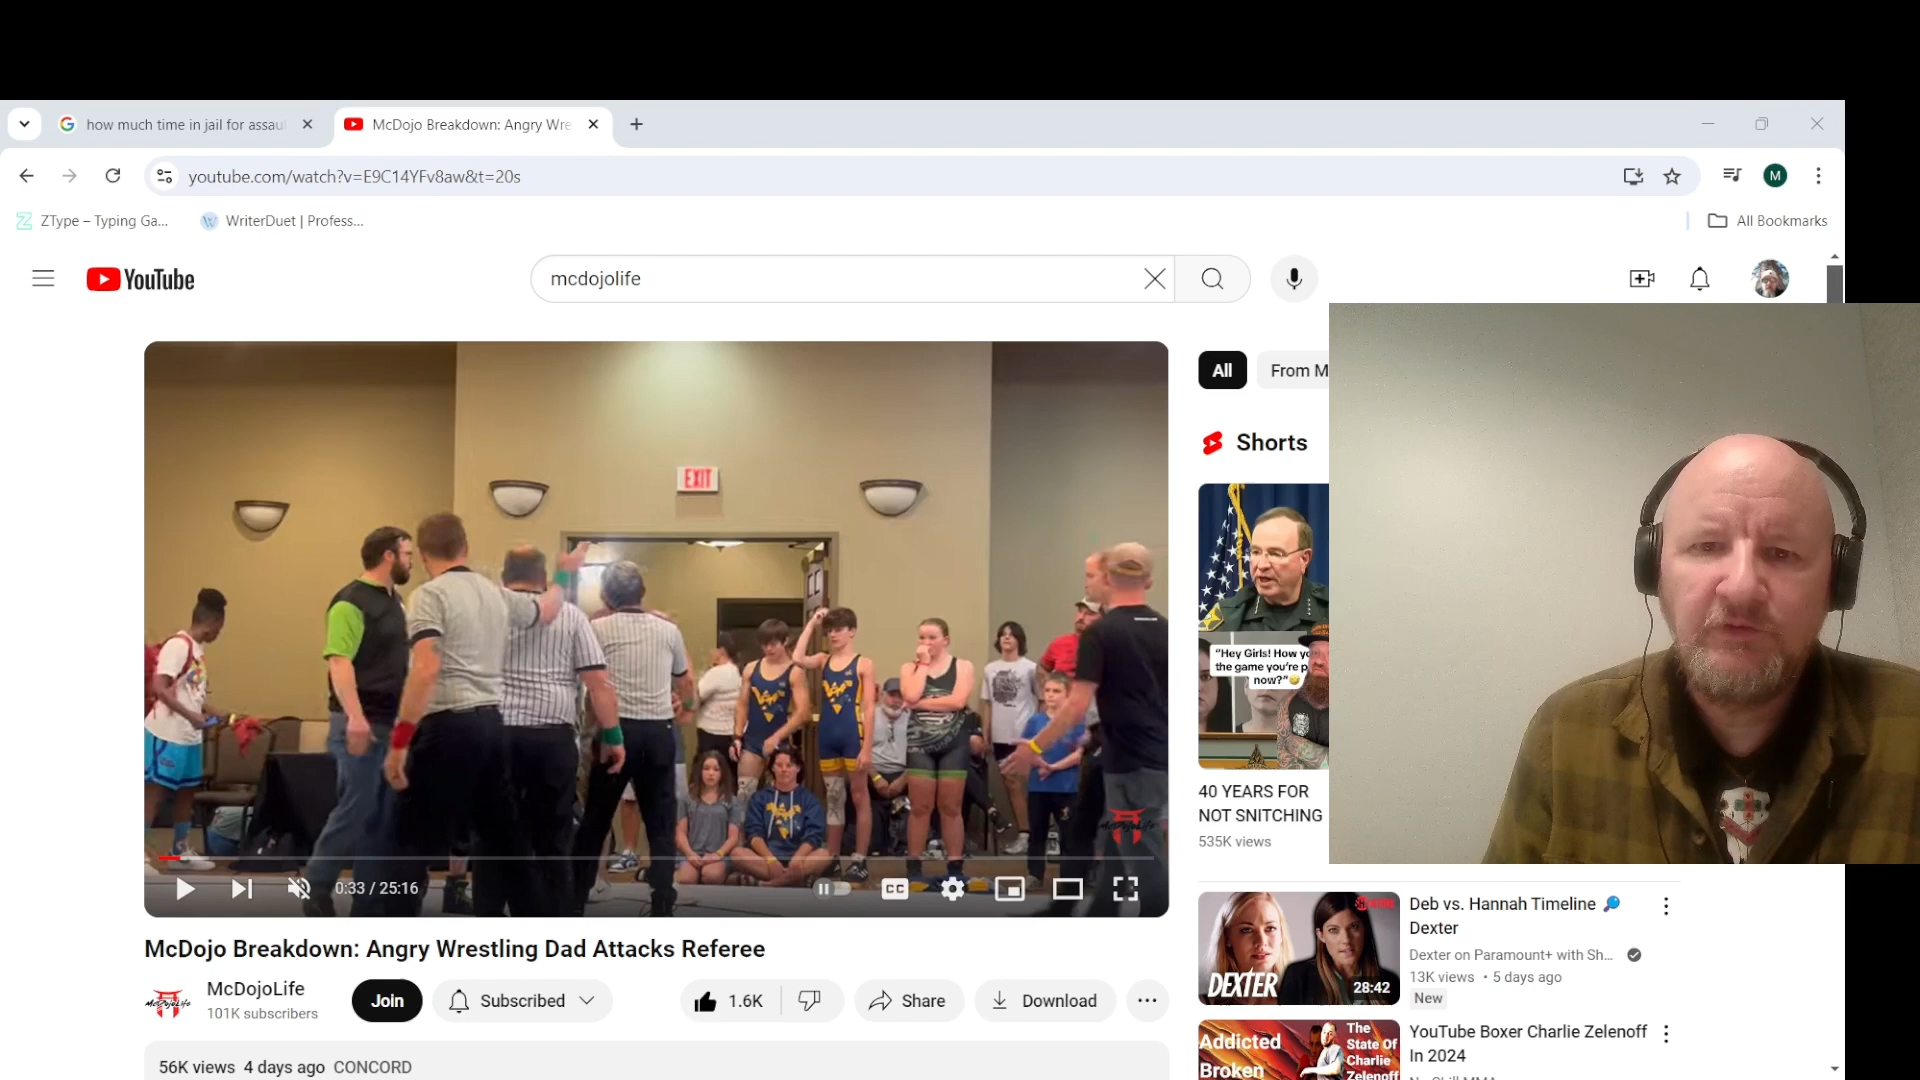 how much time in jail for assau
McDojo Breakdown: Angry Wre
youtube.com/watch?v=E9C14YFv8aw&t=20s
M
ZType – Typing Ga...
WriterDuet | Profess...
All Bookmarks
YouTube
mcdojolife
EXIT
All
From M
Shorts
"Hey Girls! How yo
the game you're p
now?"
40 YEARS FOR
NOT SNITCHING
535K views
McDojoLife
0:33 / 25:16
CC
McDojo Breakdown: Angry Wrestling Dad Attacks Referee
McDojoLife
McDojoLife
101K subscribers
Join
Subscribed
1.6K
Share
Download
56K views 4 days ago CONCORD
DEXTER
28:42
Deb vs. Hannah Timeline
Dexter
Dexter on Paramount+ with Sh...
13K views • 5 days ago
New
Addicted
Broken
The
State Of
Charlie
Zelenoff
YouTube Boxer Charlie Zelenoff
In 2024